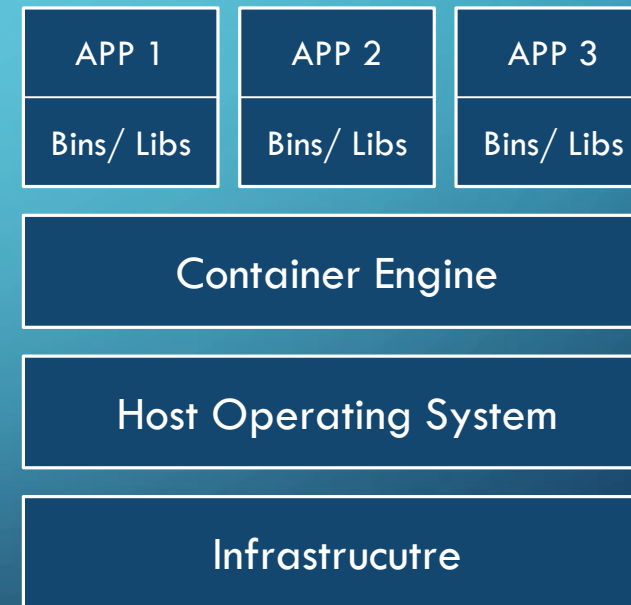 APP 1 APP 2 APP 3
Bins/ Libs Bins/ Libs Bins/ Libs
Container Engine
Host Operating System
Infrastrucutre